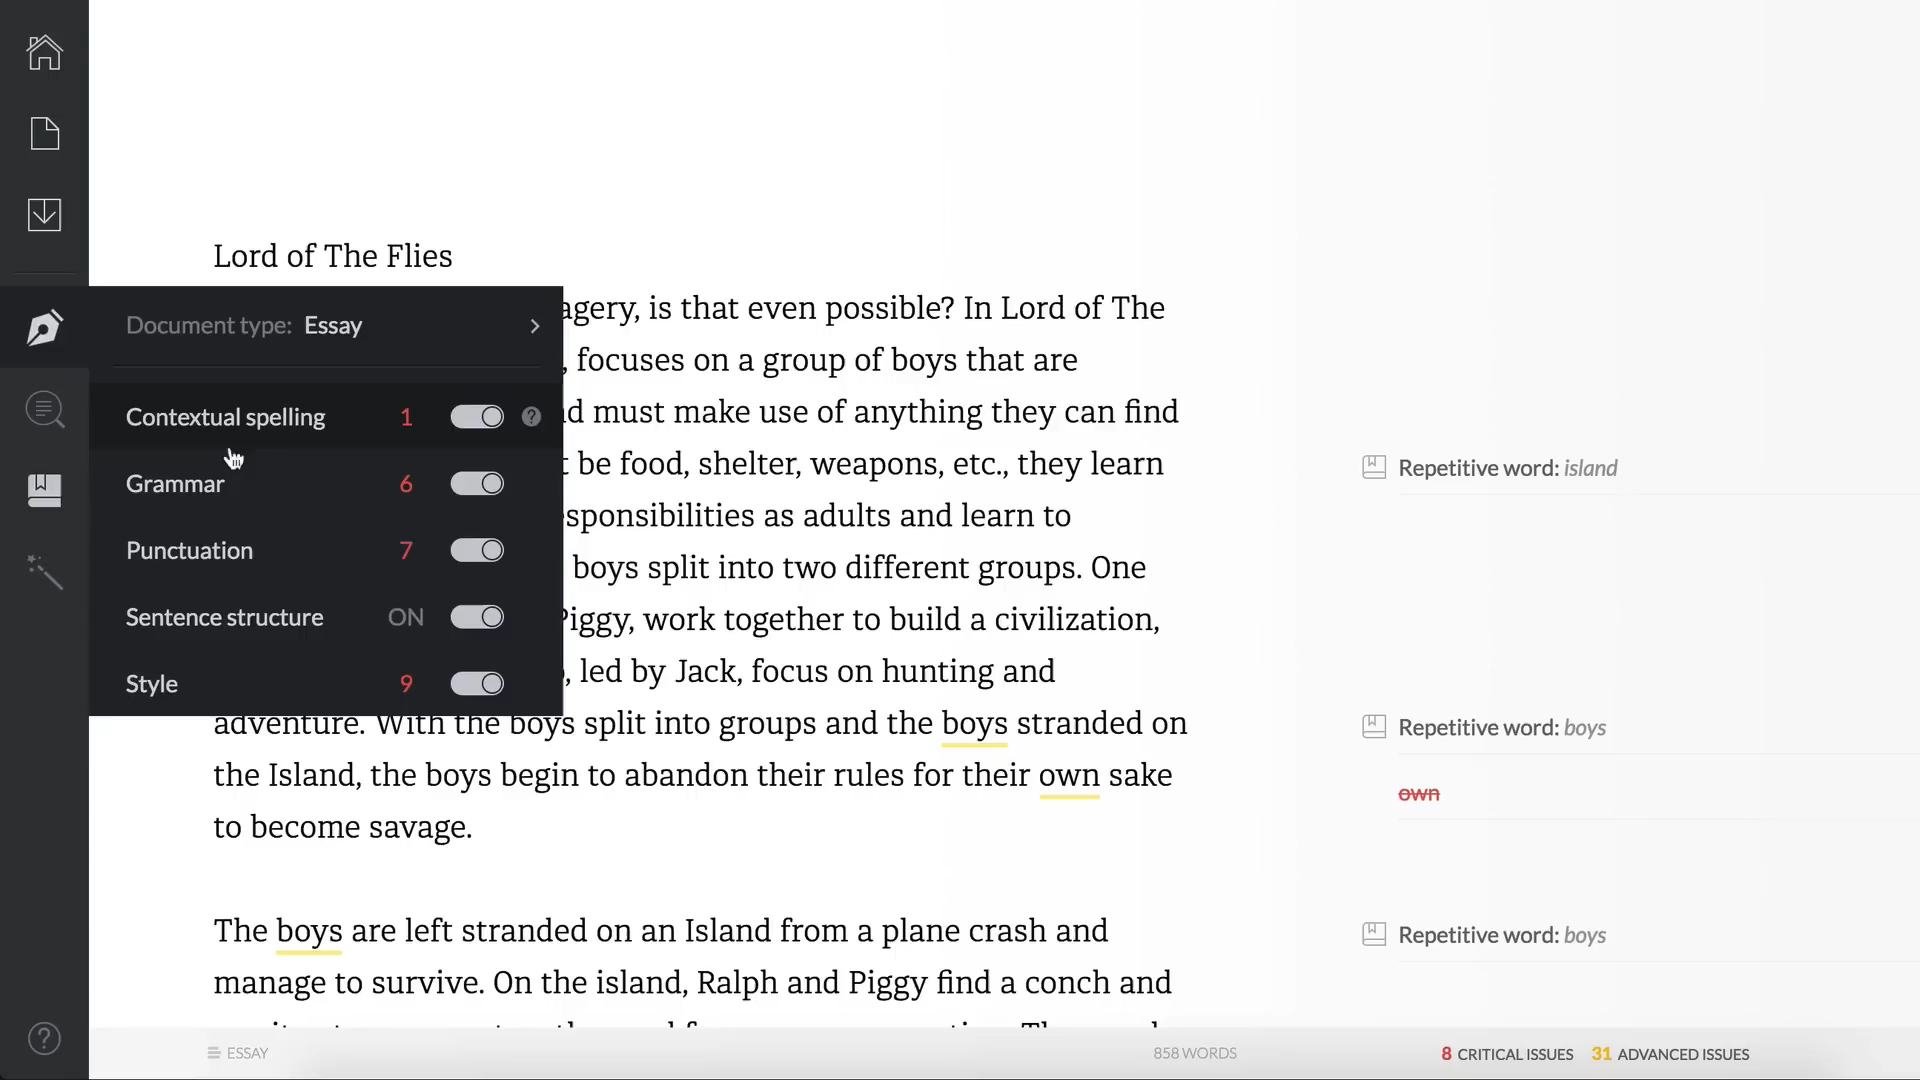 Lord of The Flies
Document type: Essay
agery, is that even possible? In Lord of The
, focuses on a group of boys that are
Contextual spelling 1 ?
d must make use of anything they can find
be food, shelter, weapons, etc., they learn
Repetitive word: island
Grammar 6
sponsibilities as adults and learn to
Punctuation 7
boys split into two different groups. One
Sentence structure ON
Piggy, work together to build a civilization,
, led by Jack, focus on hunting and
Style 9
adventure. With the boys split into groups and the boys stranded on
Repetitive word: boys
the Island, the boys begin to abandon their rules for their own sake
own
to become savage.
The boys are left stranded on an Island from a plane crash and
Repetitive word: boys
manage to survive. On the island, Ralph and Piggy find a conch and
?
ESSAY
858 WORDS
8 CRITICAL ISSUES 31 ADVANCED ISSUES